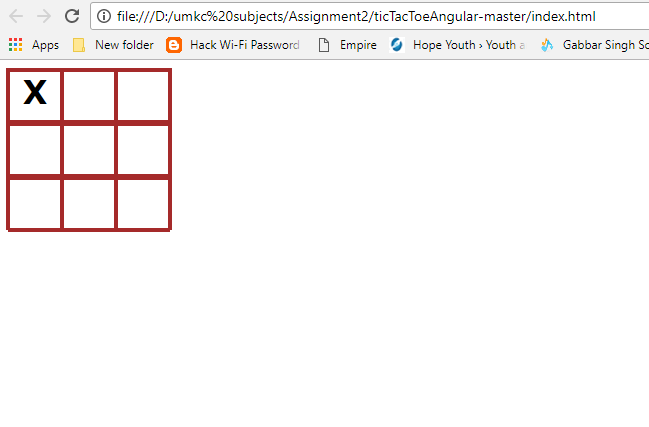 file:///D:/umkc%20subjects/Assignment2/ticTacToeAngular-master/index.html
Apps New folder Hack Wi-Fi Password Empire Hope Youth › Youth a Gabbar Singh Sc
X